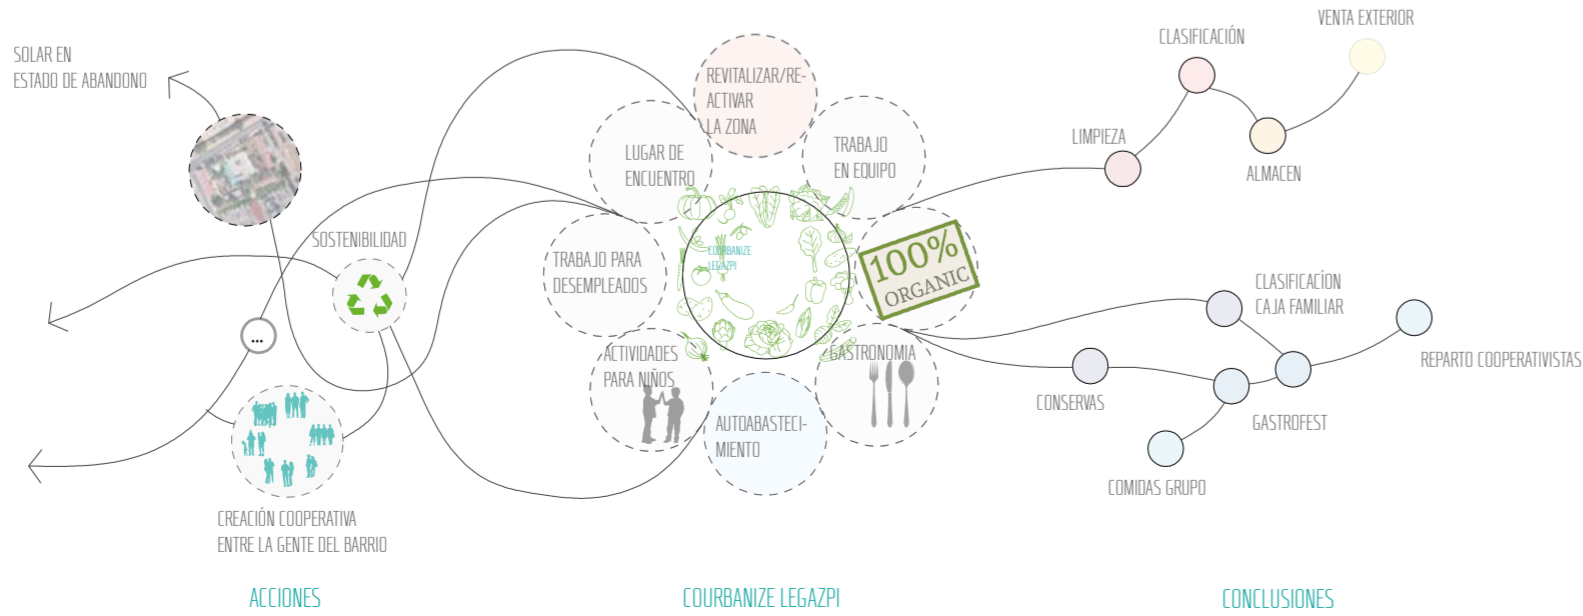 SOLAR EN
ESTADO DE ABANDONO
SOSTENIBILIDAD
...
CREACIÓN COOPERATIVA
ENTRE LA GENTE DEL BARRIO
ACCIONES
REVITALIZAR/RE-
ACTIVAR
LA ZONA
LUGAR DE
ENCUENTRO
TRABAJO
EN EQUIPO
TRABAJO PARA
DESEMPLEADOS
COURBANIZE
LEGAZPI
100%
ORGANIC
ACTIVIDADES
PARA NIÑOS
GASTRONOMIA
AUTOABASTECI-
MIENTO
COURBANIZE LEGAZPI
VENTA EXTERIOR
CLASIFICACIÓN
LIMPIEZA
ALMACEN
CLASIFICACÍON
CAJA FAMILIAR
REPARTO COOPERATIVISTAS
CONSERVAS
GASTROFEST
COMIDAS GRUPO
CONCLUSIONES